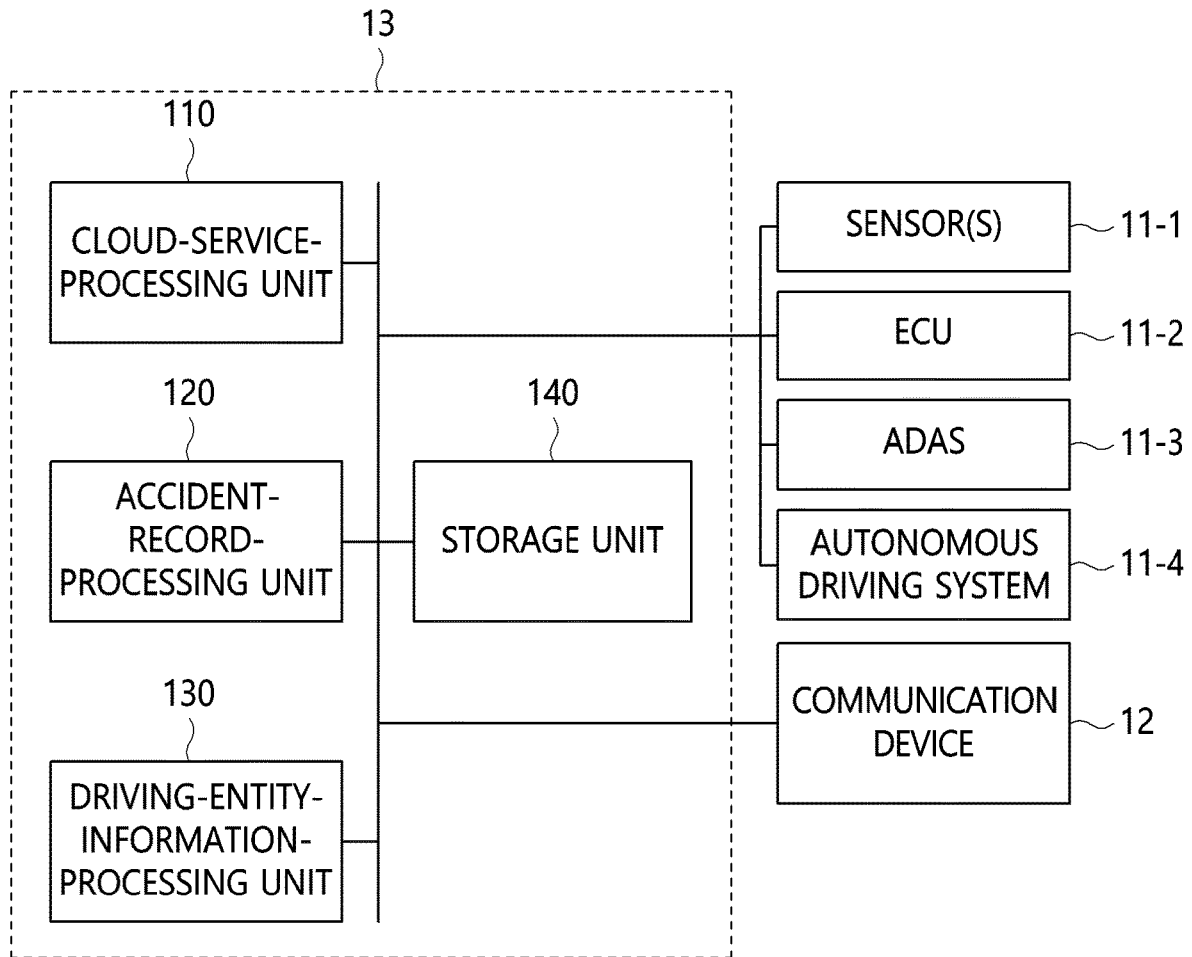 13
110
CLOUD-SERVICE-
PROCESSING UNIT
120
ACCIDENT-
RECORD-
PROCESSING UNIT
140
STORAGE UNIT
130
DRIVING-ENTITY-
INFORMATION-
PROCESSING UNIT
SENSOR(S)
11-1
ECU
11-2
ADAS
11-3
AUTONOMOUS
DRIVING SYSTEM
11-4
COMMUNICATION
DEVICE
12